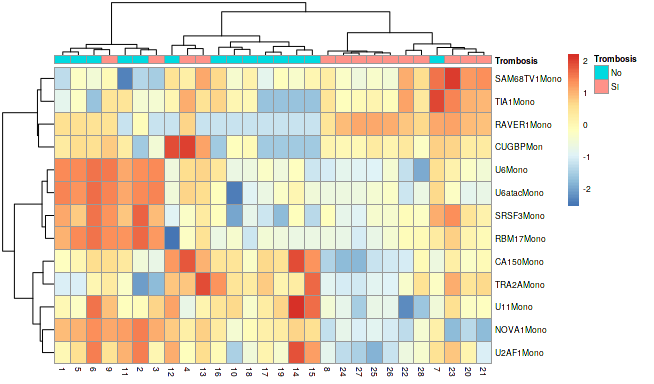 Trombosis
SAM68TV1Mono
TIA1Mono
RAVER1Mono
CUGBPMon
U6Mono
U6atacMono
SRSF3Mono
RBM17Mono
CA150Mono
TRA2AMono
U11Mono
NOVA1Mono
U2AF1Mono
1 5 6 9 11 2 3 12 4 13 16 10 18 17 19 14 15 8 24 27 25 26 22 28 7 23 20 21
2
1
0
-1
-2
Trombosis
No
SI